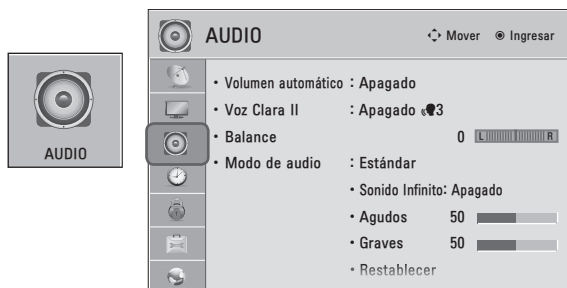 AUDIO
AUDIO
Mover
Ingresar
• Volumen automático : Apagado
• Voz Clara II : Apagado 3
• Balance 0 L R
• Modo de audio : Estándar
• Sonido Infinito: Apagado
• Agudos 50
• Graves 50
• Restablecer